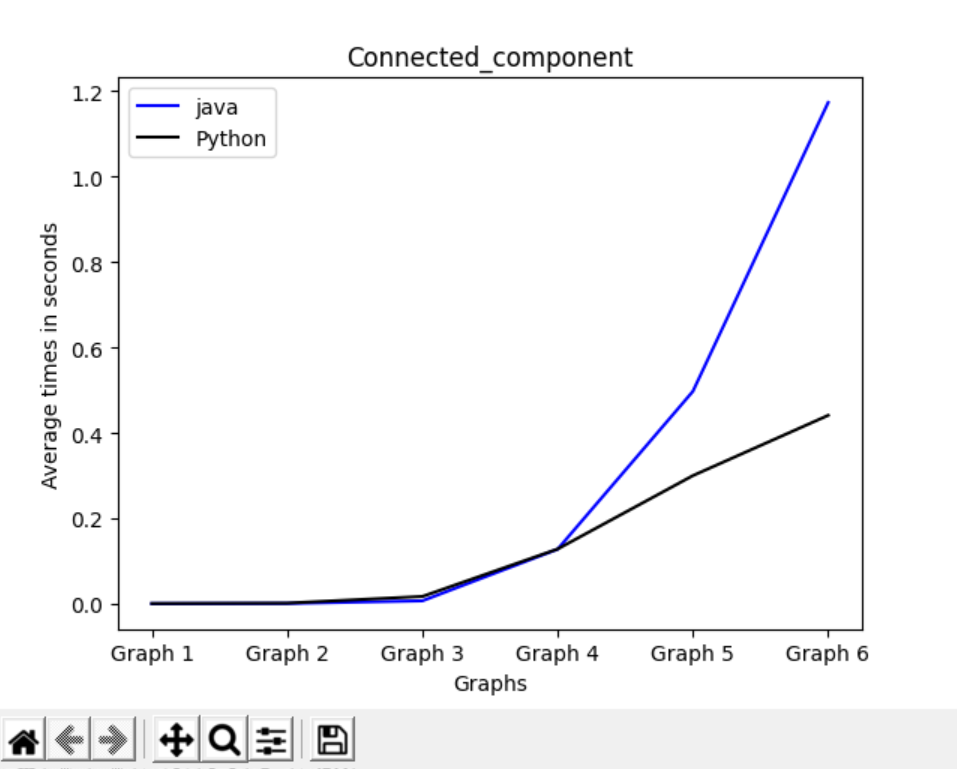 Connected_component
java
Python
1.2
1.0
0.8
0.6
0.4
0.2
0.0
Average times in seconds
Graph 1 Graph 2 Graph 3 Graph 4 Graph 5 Graph 6
Graphs